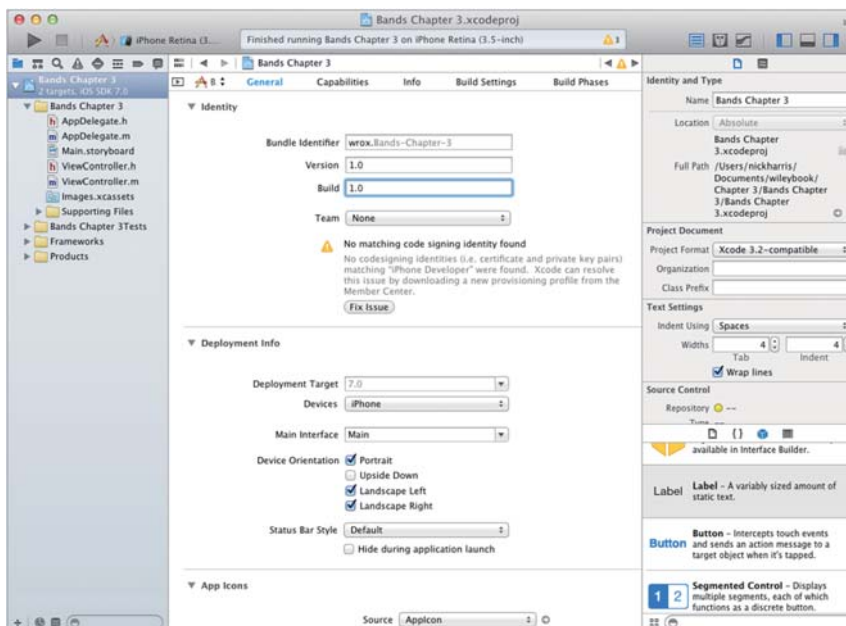 Bands Chapter 3.xcodeproj
iPhone Retina (3...
Finished running Bands Chapter 3 on iPhone Retina (3.5-inch)
3
Bands Chapter 3
2 targets, iOS SDK 7.0
Bands Chapter 3
h AppDelegate.h
m AppDelegate.m
Main.storyboard
h ViewController.h
m ViewController.m
Images.xcassets
Supporting Files
Bands Chapter 3Tests
Frameworks
Products
Bands Chapter 3
B
General
Capabilities
Info
Build Settings
Build Phases
Identity
Bundle Identifier wrox.Bands-Chapter-3
Version 1.0
Build 1.0
Team None
No matching code signing identity found
No codesigning identities (i.e. certificate and private key pairs)
matching "iPhone Developer" were found. Xcode can resolve
this issue by downloading a new provisioning profile from the
Member Center.
Fix Issue
Deployment Info
Deployment Target 7.0
Devices iPhone
Main Interface Main
Device Orientation Portrait
Upside Down
Landscape Left
Landscape Right
Status Bar Style Default
Hide during application launch
App Icons
Source AppIcon
Identity and Type
Name Bands Chapter 3
Location Absolute
Bands Chapter
3.xcodeproj
Full Path /Users/nickharris/
Documents/wileybook/
Chapter 3/Bands Chapter
3/Bands Chapter
3.xcodeproj
Project Document
Project Format Xcode 3.2-compatible
Organization
Class Prefix
Text Settings
Indent Using Spaces
Widths 4 4
Tab Indent
Wrap lines
Source Control
Repository --
Type --
{ }
available in Interface Builder.
Label Label - A variably sized amount of
static text.
Button Button - Intercepts touch events
and sends an action message to a
target object when it's tapped.
1 2 Segmented Control - Displays
multiple segments, each of which
functions as a discrete button.